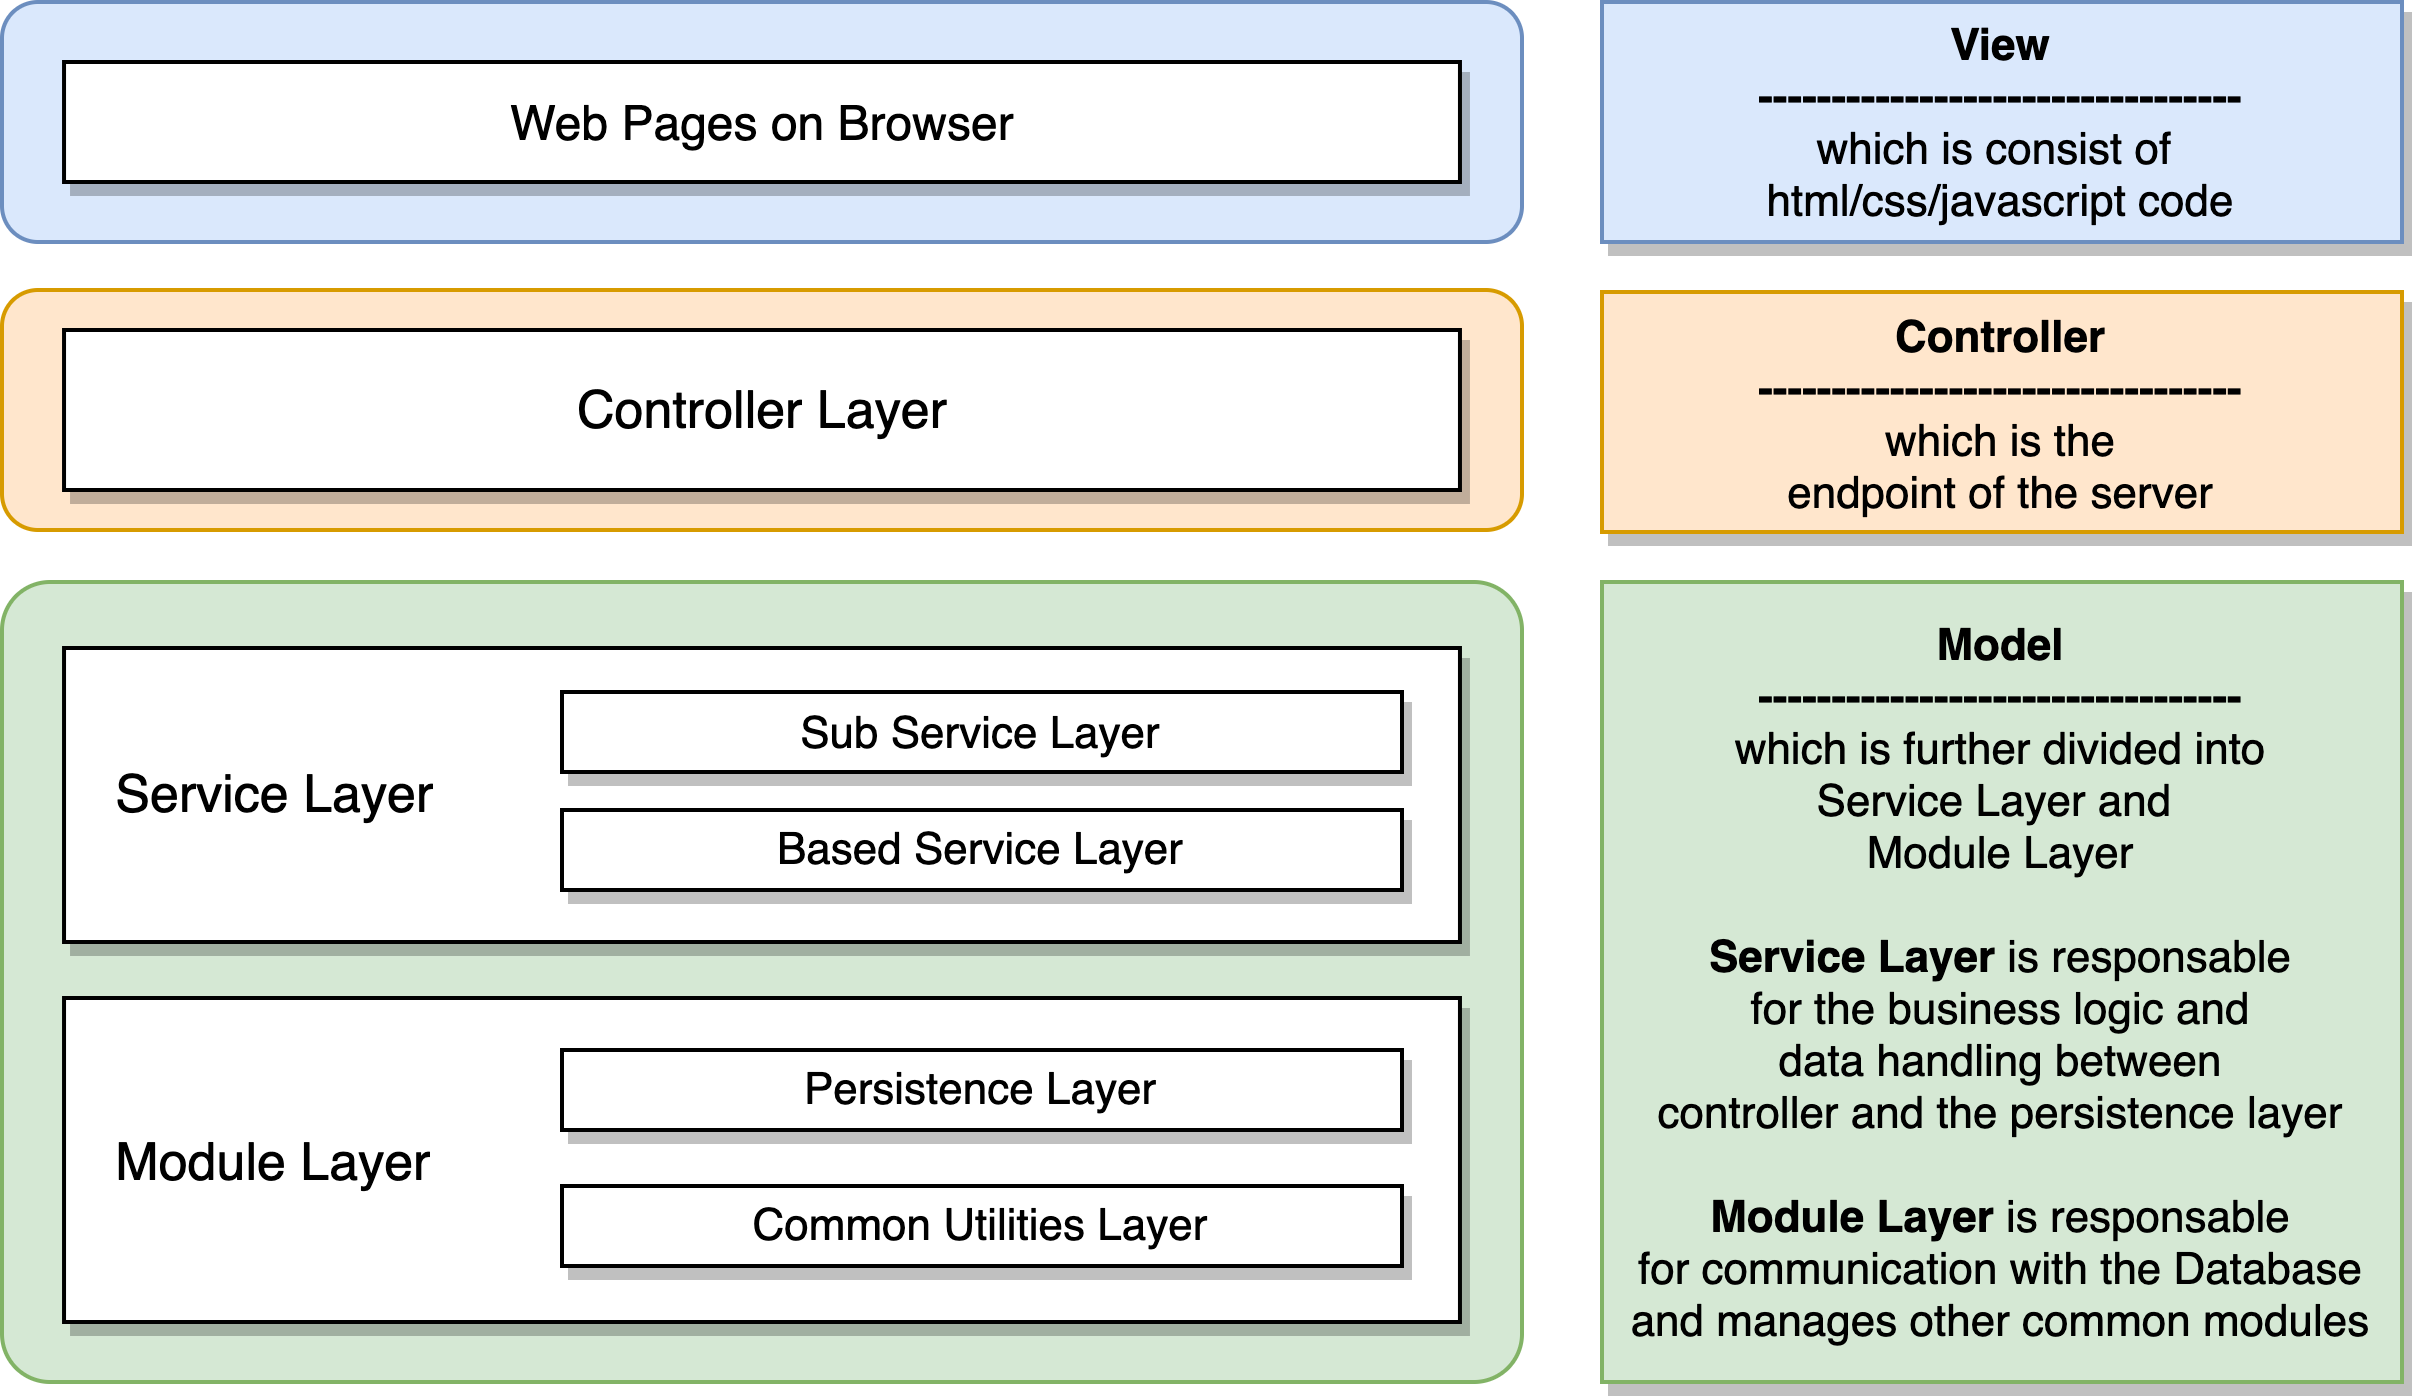 Web Pages on Browser
View
---------------------------------
which is consist of
html/css/javascript code
Controller Layer
Controller
---------------------------------
which is the
endpoint of the server
Service Layer
Sub Service Layer
Based Service Layer
Module Layer
Persistence Layer
Common Utilities Layer
Model
---------------------------------
which is further divided into
Service Layer and
Module Layer
Service Layer is responsable
for the business logic and
data handling between
controller and the persistence layer
Module Layer is responsable
for communication with the Database
and manages other common modules